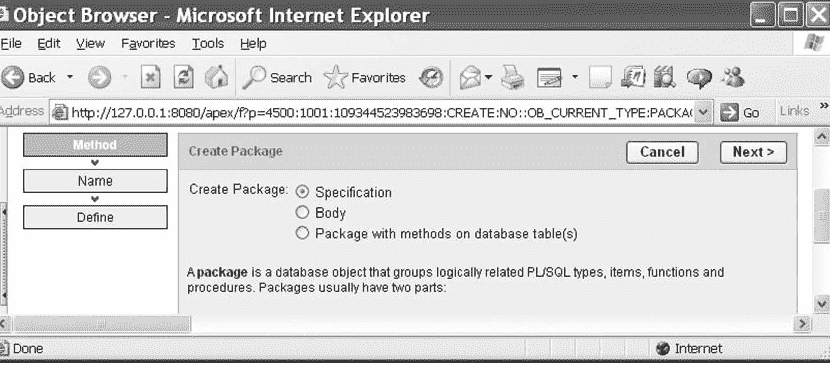 Object Browser - Microsoft Internet Explorer
File Edit View Favorites Tools Help
Back Search Favorites
Address http://127.0.0.1:8080/apex/f?p=4500:1001:109344523983698:CREATE:NO::OB_CURRENT_TYPE:PACKA Go Links »
Method
Create Package Cancel Next >
Name
Define
Create Package: Specification
Body
Package with methods on database table(s)
A package is a database object that groups logically related PL/SQL types, items, functions and
procedures. Packages usually have two parts:
Done Internet